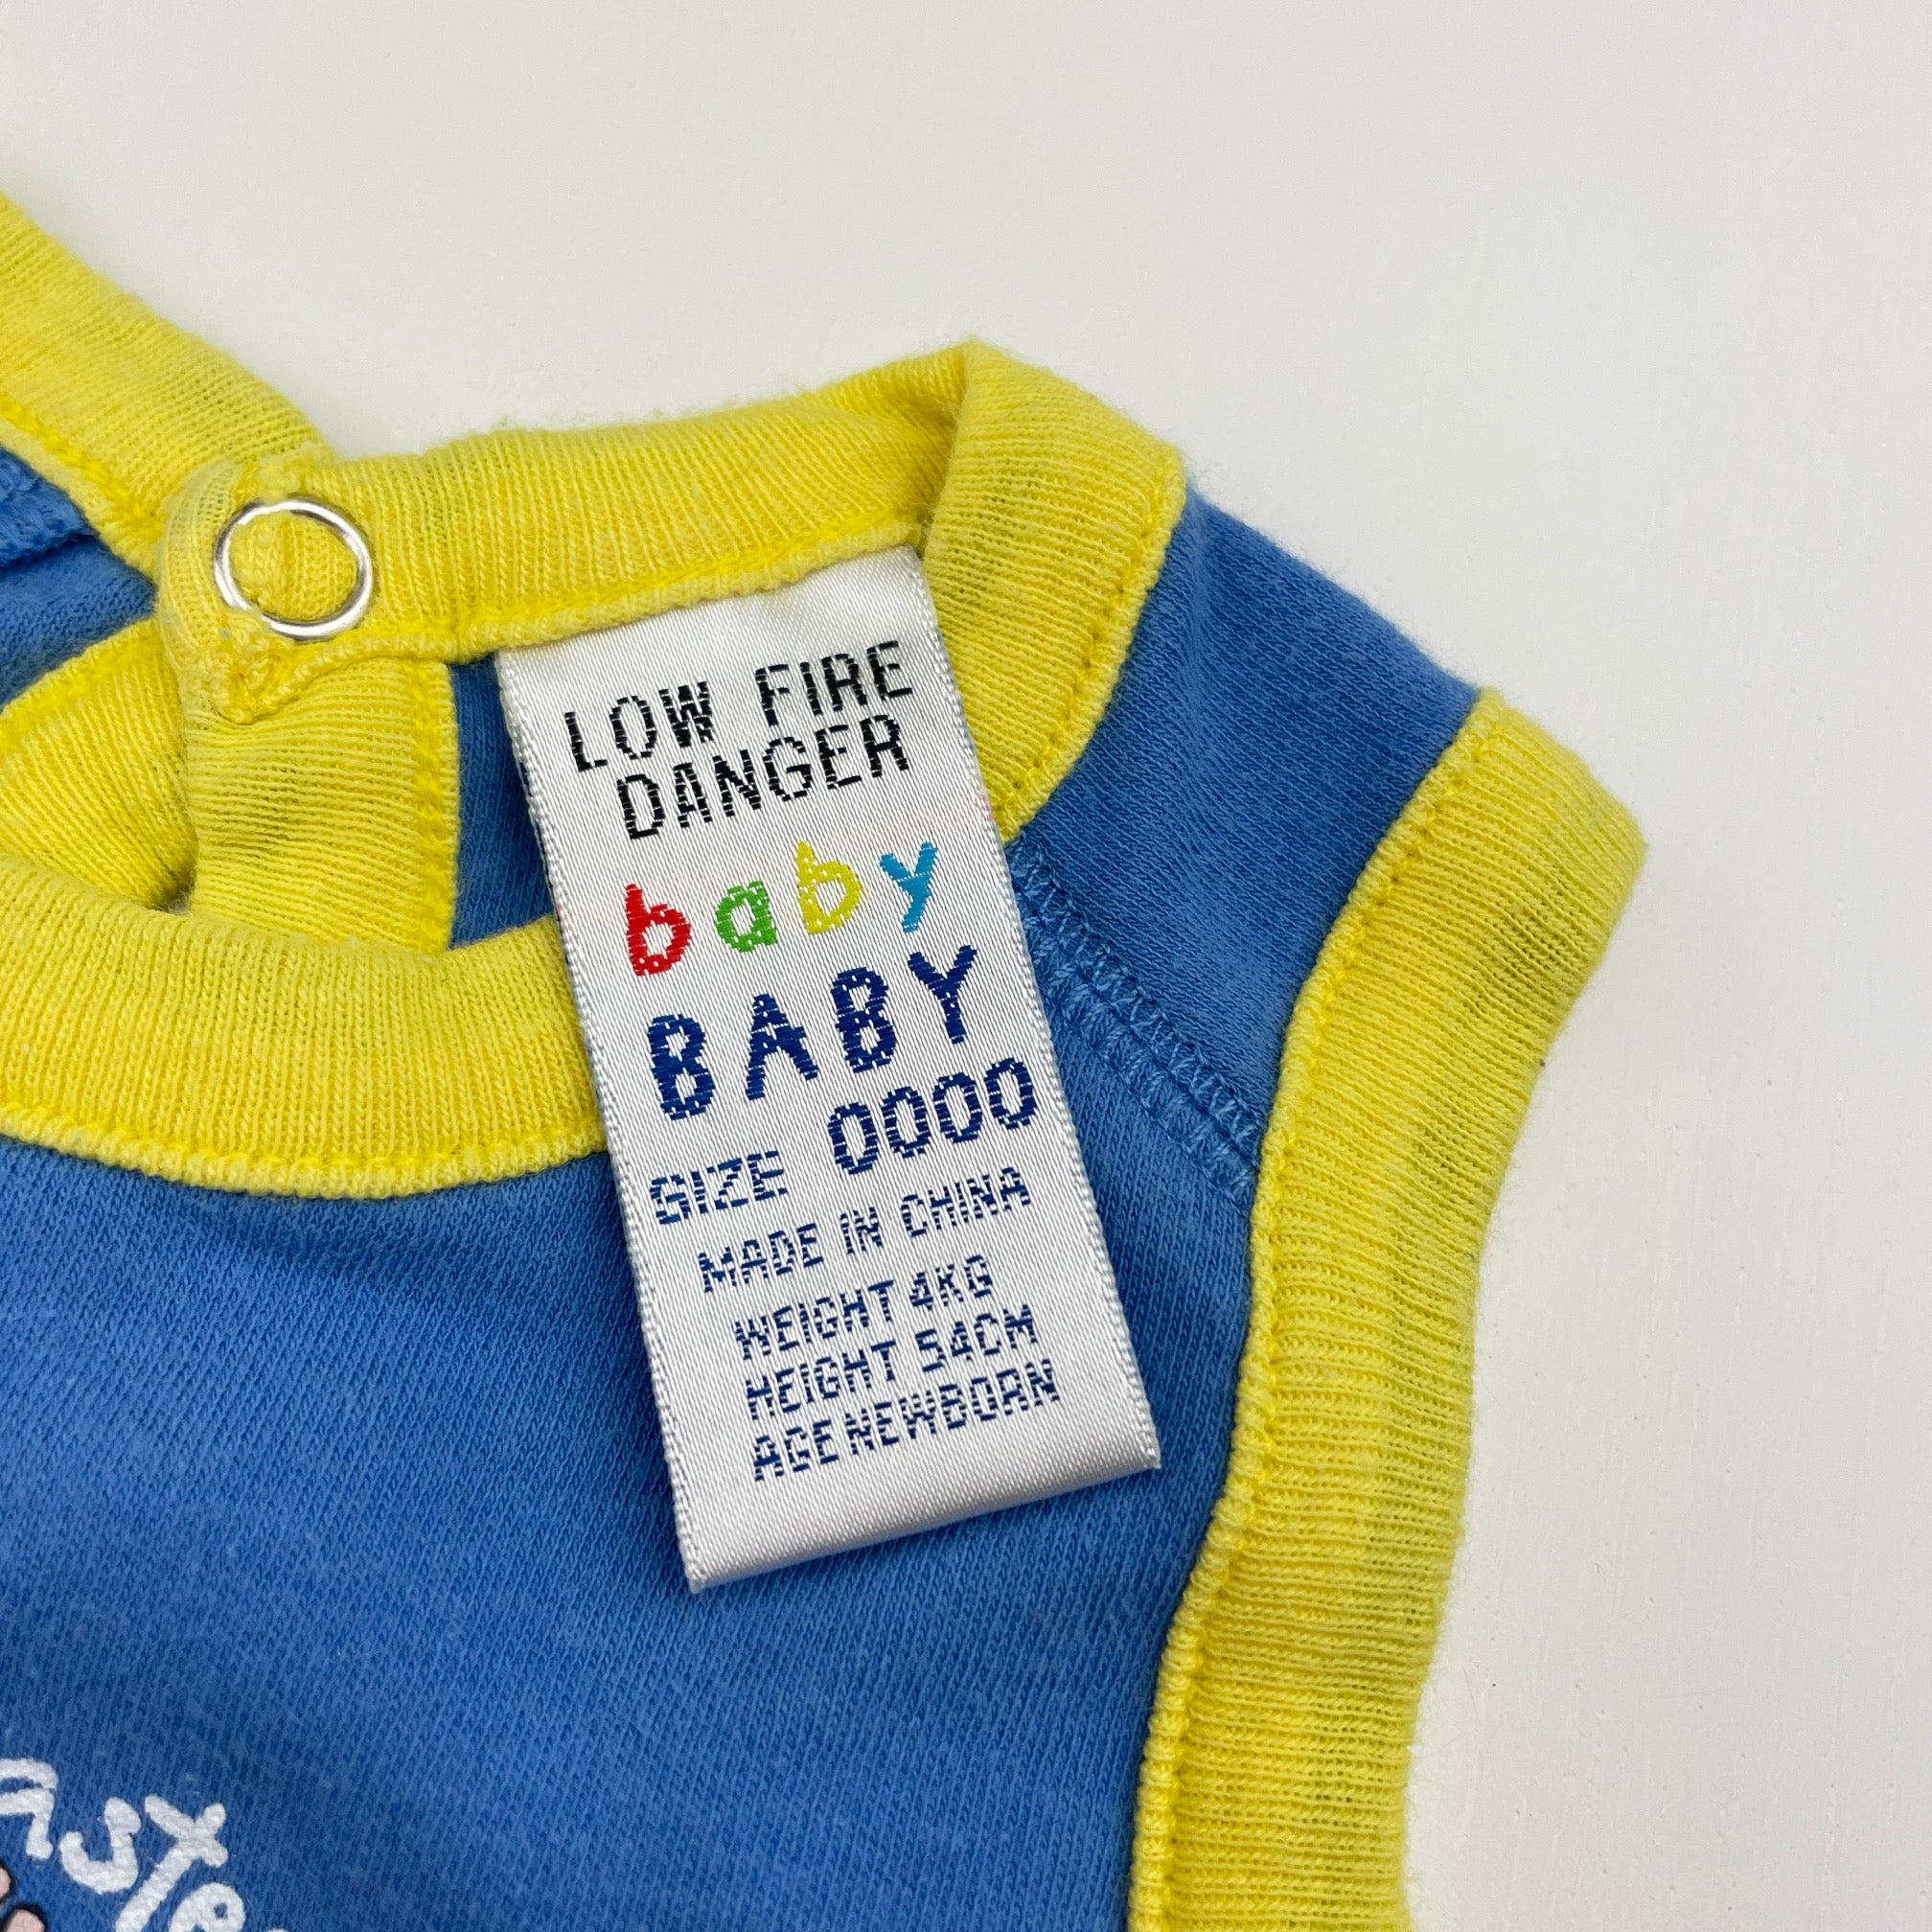 LOW FIRE
DANGER
baby
BABY
SIZE 0000
MADE IN CHINA
WEIGHT 4KG
HEIGHT 54CM
AGE NEWBORN